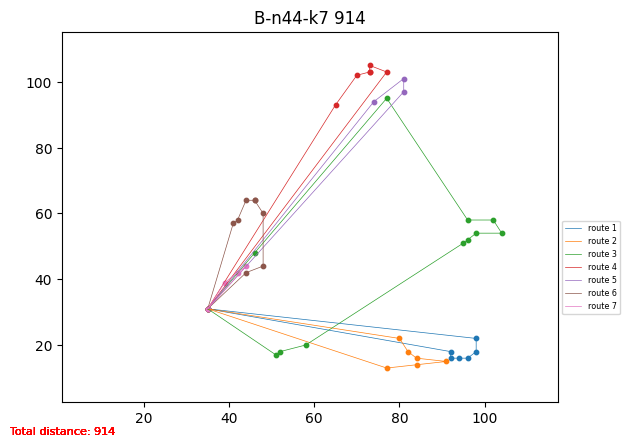 B-n44-k7 914
100
80
60
40
20
20
40
60
80
100
route 1
route 2
route 3
route 4
route 5
route 6
route 7
Total distance: 914